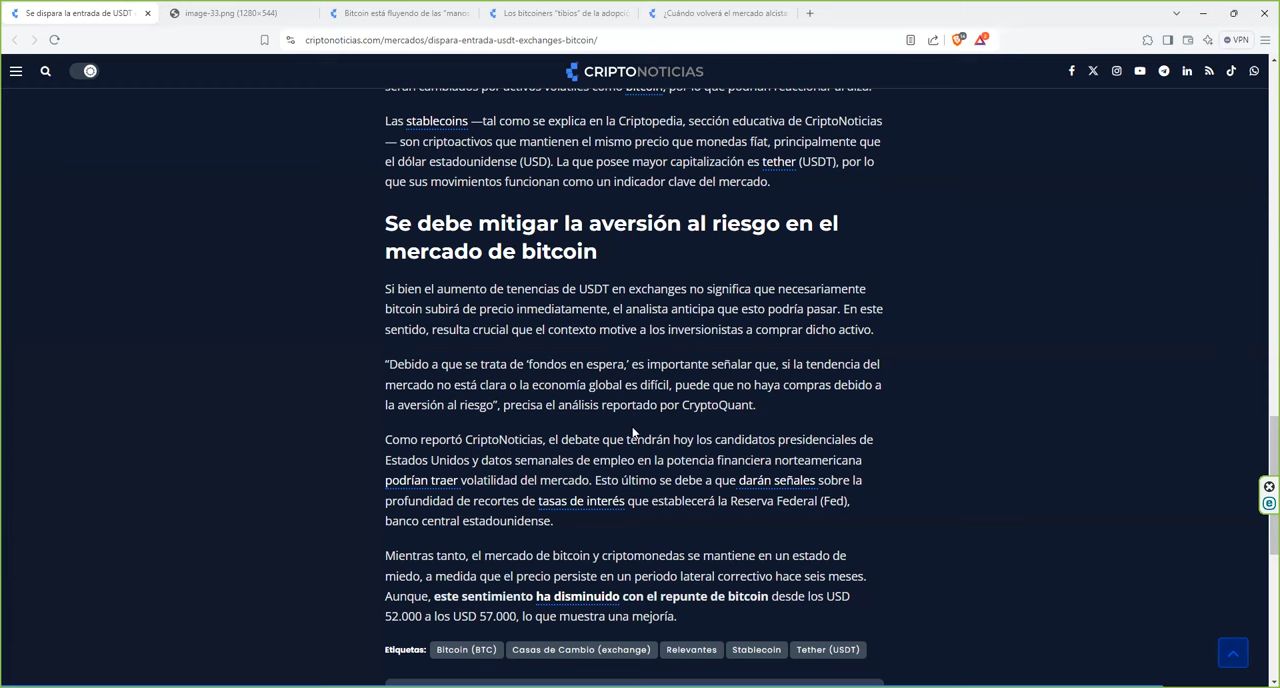 Se dispara la entrada de USDT
image-33.png (1280×544)
Bitcoin está fluyendo de las "manos
Los bitcoiners "tibios" de la adopci
¿Cuándo volverá el mercado alcista
criptonoticias.com/mercados/dispara-entrada-usdt-exchanges-bitcoin/
VPN
CRIPTONOTICIAS
serán cambiados por activos volátiles como bitcoin, por lo que podrían reaccionar al alza.
Las stablecoins —tal como se explica en la Criptopedia, sección educativa de CriptoNoticias
— son criptoactivos que mantienen el mismo precio que monedas fíat, principalmente que
el dólar estadounidense (USD). La que posee mayor capitalización es tether (USDT), por lo
que sus movimientos funcionan como un indicador clave del mercado.
Se debe mitigar la aversión al riesgo en el
mercado de bitcoin
Si bien el aumento de tenencias de USDT en exchanges no significa que necesariamente
bitcoin subirá de precio inmediatamente, el analista anticipa que esto podría pasar. En este
sentido, resulta crucial que el contexto motive a los inversionistas a comprar dicho activo.
“Debido a que se trata de ‘fondos en espera,’ es importante señalar que, si la tendencia del
mercado no está clara o la economía global es difícil, puede que no haya compras debido a
la aversión al riesgo”, precisa el análisis reportado por CryptoQuant.
Como reportó CriptoNoticias, el debate que tendrán hoy los candidatos presidenciales de
Estados Unidos y datos semanales de empleo en la potencia financiera norteamericana
podrían traer volatilidad del mercado. Esto último se debe a que darán señales sobre la
profundidad de recortes de tasas de interés que establecerá la Reserva Federal (Fed),
banco central estadounidense.
Mientras tanto, el mercado de bitcoin y criptomonedas se mantiene en un estado de
miedo, a medida que el precio persiste en un periodo lateral correctivo hace seis meses.
Aunque, este sentimiento ha disminuido con el repunte de bitcoin desde los USD
52.000 a los USD 57.000, lo que muestra una mejoría.
Etiquetas: Bitcoin (BTC) Casas de Cambio (exchange) Relevantes Stablecoin Tether (USDT)